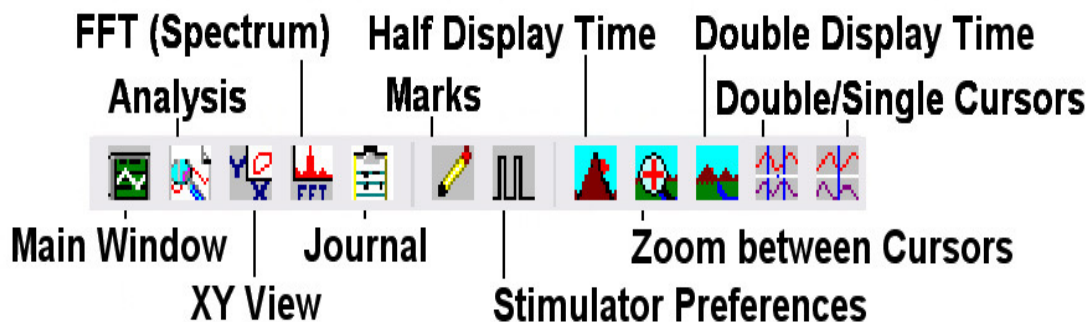 FFT (Spectrum) Half Display Time Double Display Time
Analysis Marks Double/Single Cursors
Y X FFT
Main Window Journal Zoom between Cursors
XY View Stimulator Preferences